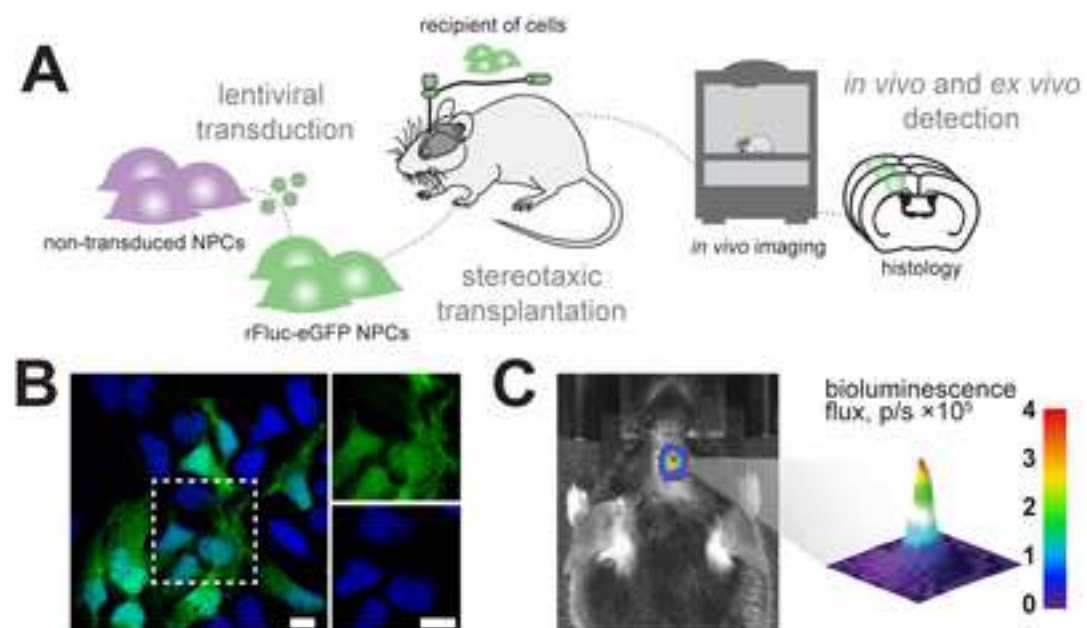 A
recipient of cells
lentiviral
transduction
in vivo and ex vivo
detection
non-transduced NPCs
in vivo imaging
histology
stereotaxic
transplantation
rFluc-eGFP NPCs
B
C
bioluminescence
flux, p/s ×10⁵
4
3
2
1
0